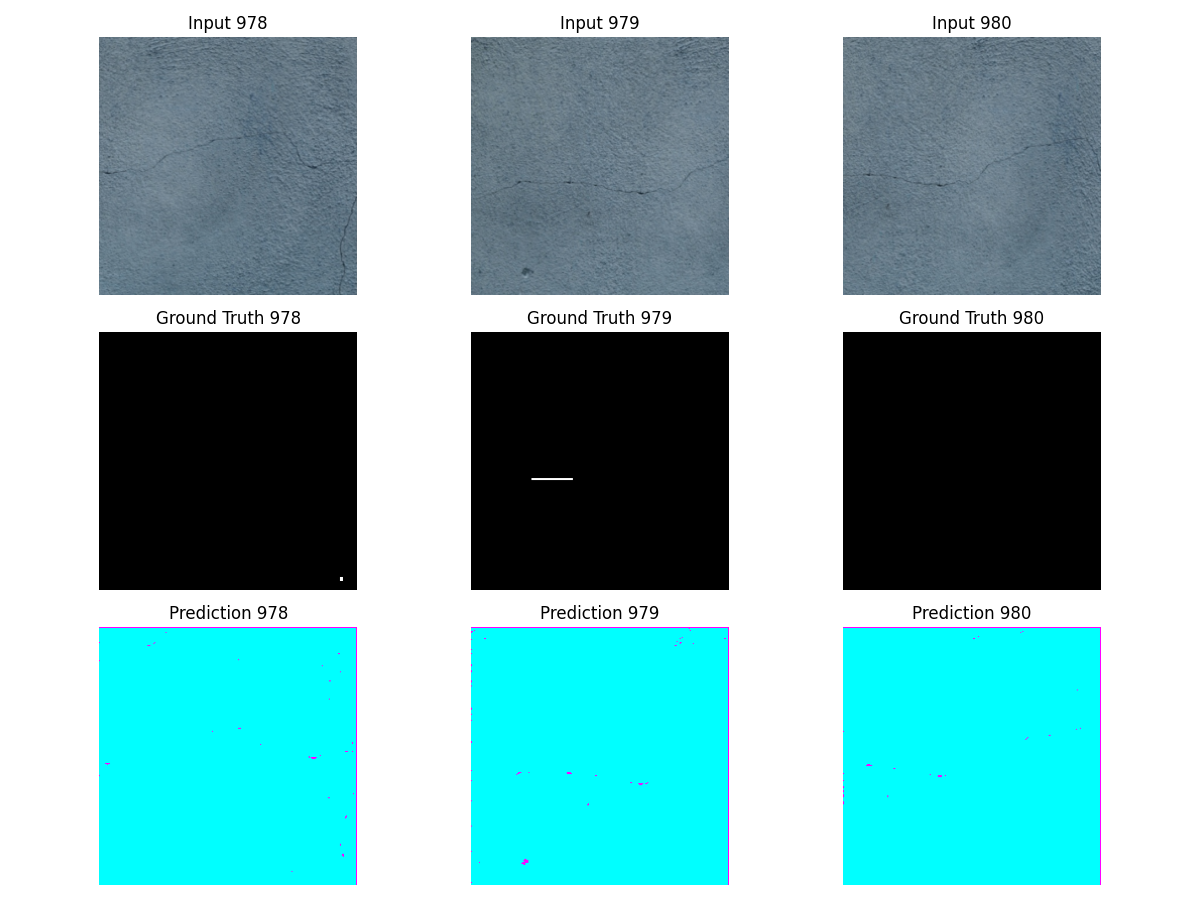 Input 978
Input 979
Input 980
Ground Truth 978
Ground Truth 979
Ground Truth 980
Prediction 978
Prediction 979
Prediction 980